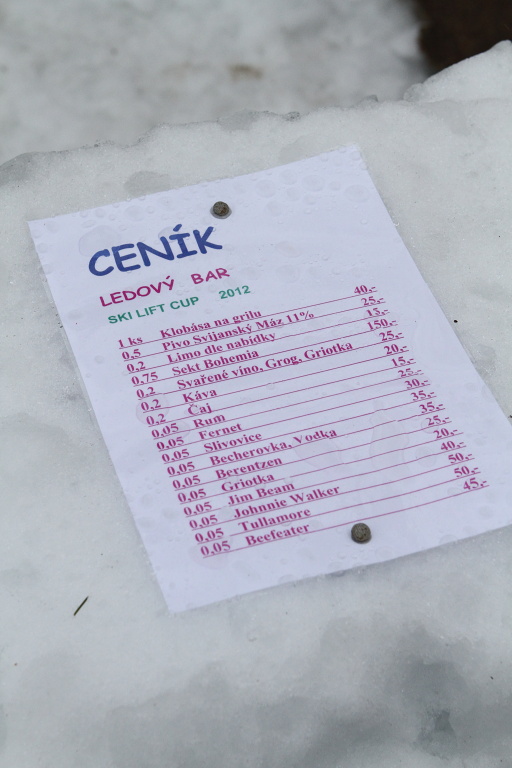 CENÍK
LEDOVÝ BAR
SKI LIFT CUP 2012
1 ks Klobása na grilu 40,-
0,5 Pivo Svijanský Máz 11% 25,-
0,2 Limo dle nabídky 15,-
0,75 Sekt Bohemia 150,-
0,2 Svařené víno, Grog, Griotka 25,-
0,2 Káva 20,-
0,2 Čaj 15,-
0,05 Rum 25,-
0,05 Fernet 30,-
0,05 Slivovice 35,-
0,05 Becherovka, Vodka 35,-
0,05 Berentzen 25,-
0,05 Griotka 20,-
0,05 Jim Beam 40,-
0,05 Johnnie Walker 50,-
0,05 Tullamore 50,-
0,05 Beefeater 45,-